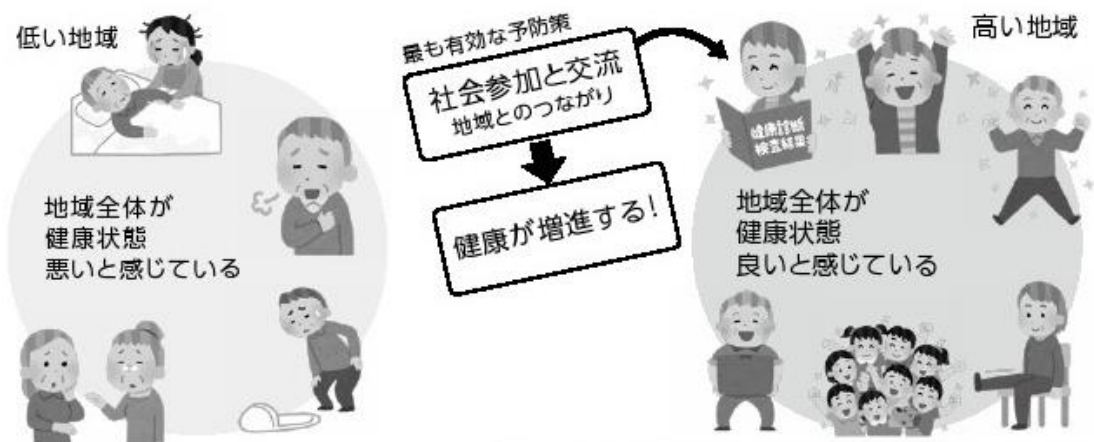 低い地域
地域全体が
健康状態
悪いと感じている
最も有効な予防策
社会参加と交流
地域とのつながり
健康が増進する!
高い地域
健康診断
検査結果
地域全体が
健康状態
良いと感じている